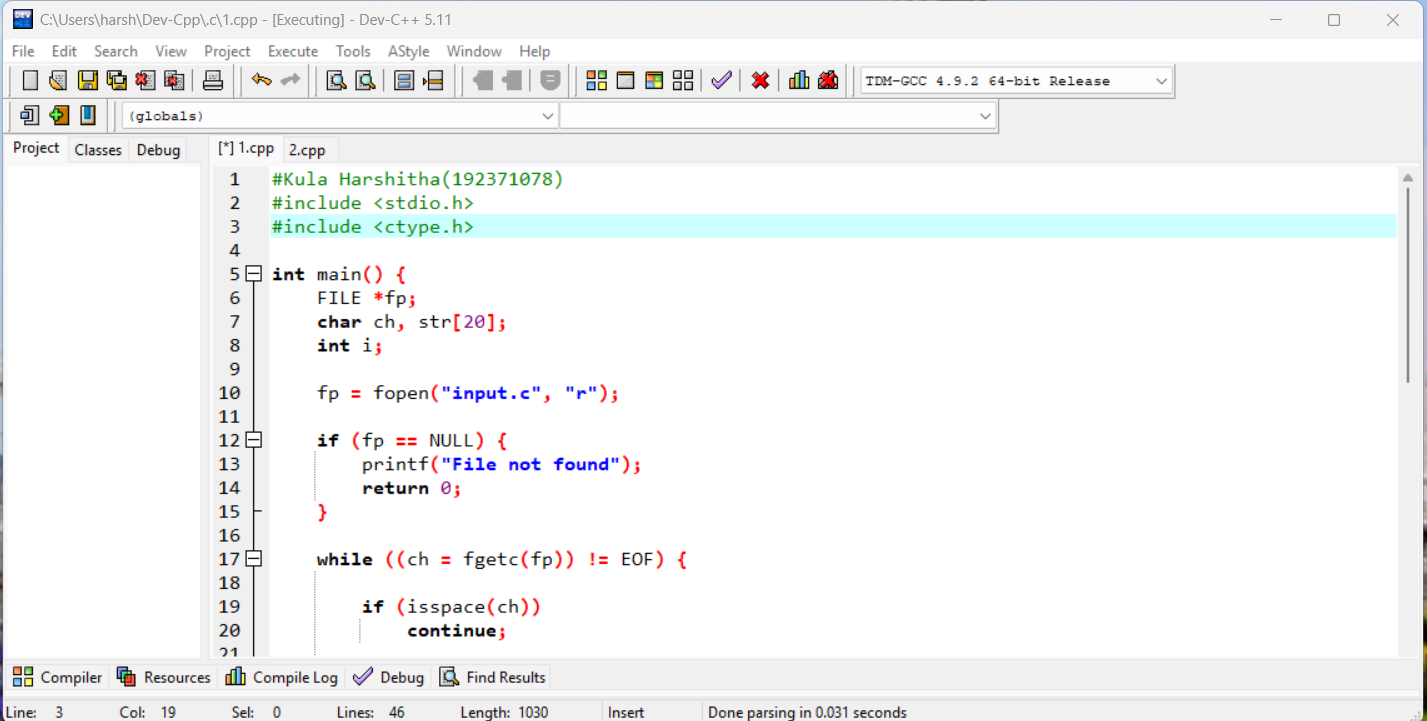 C:\Users\harsh\Dev-Cpp\.c\1.cpp - [Executing] - Dev-C++ 5.11
File Edit Search View Project Execute Tools AStyle Window Help
TDM-GCC 4.9.2 64-bit Release
(globals)
Project Classes Debug [*] 1.cpp 2.cpp
1 #Kula Harshitha(192371078)
2 #include <stdio.h>
3 #include <ctype.h>
4
5 int main() {
6 FILE *fp;
7 char ch, str[20];
8 int i;
9
10 fp = fopen("input.c", "r");
11
12 if (fp == NULL) {
13 printf("File not found");
14 return 0;
15 }
16
17 while ((ch = fgetc(fp)) != EOF) {
18
19 if (isspace(ch))
20 continue;
21
Compiler Resources Compile Log Debug Find Results
Line: 3 Col: 19 Sel: 0 Lines: 46 Length: 1030 Insert Done parsing in 0.031 seconds